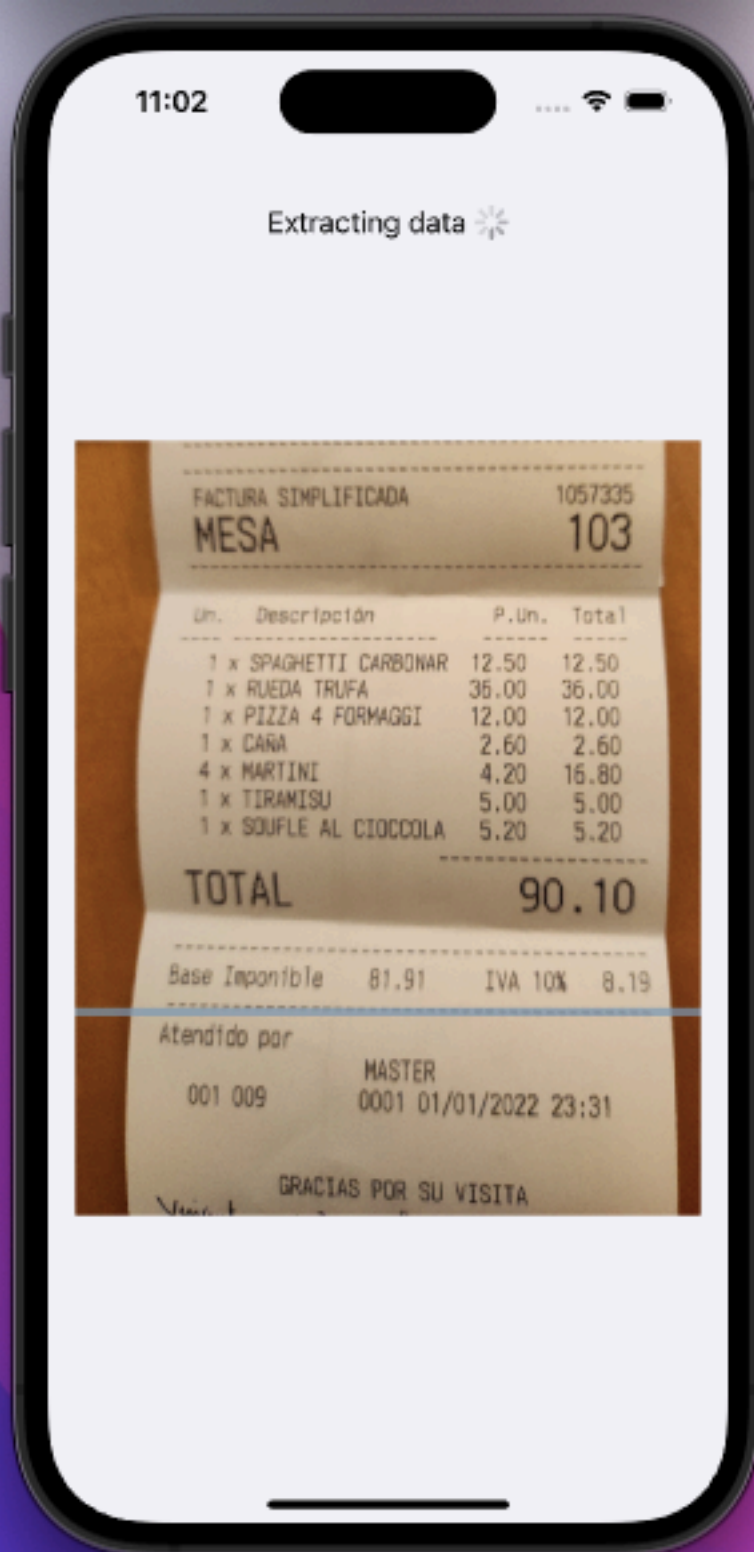 11:02
Extracting data
FACTURA SIMPLIFICADA 1057335
MESA 103
Un. Descripción P.Un. Total
1 x SPAGHETTI CARBONAR 12.50 12.50
1 x RUEDA TRUFA 36.00 36.00
1 x PIZZA 4 FORMAGGI 12.00 12.00
1 x CAÑA 2.60 2.60
4 x MARTINI 4.20 16.80
1 x TIRAMISU 5.00 5.00
1 x SOUFLE AL CIOCCOLA 5.20 5.20
TOTAL 90.10
Base Imponible 81.91 IVA 10% 8.19
Atendido por
MASTER
001 009 0001 01/01/2022 23:31
GRACIAS POR SU VISITA